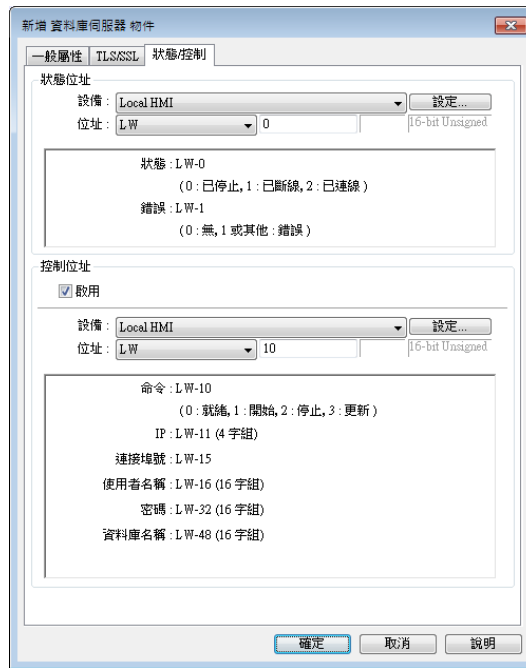 新增 資料庫伺服器 物件
一般屬性 TLS/SSL 狀態/控制
狀態位址
設備 : Local HMI 設定...
位址 : LW 0 16-bit Unsigned
狀態 : LW-0
( 0 : 已停止, 1 : 已斷線, 2 : 已連線 )
錯誤 : LW-1
( 0 : 無, 1 或其他 : 錯誤 )
控制位址
啟用
設備 : Local HMI 設定...
位址 : LW 10 16-bit Unsigned
命令 : LW-10
( 0 : 就緒, 1 : 開始, 2 : 停止, 3 : 更新 )
IP : LW-11 (4 字組)
連接埠號 : LW-15
使用者名稱 : LW-16 (16 字組)
密碼 : LW-32 (16 字組)
資料庫名稱 : LW-48 (16 字組)
確定 取消 說明